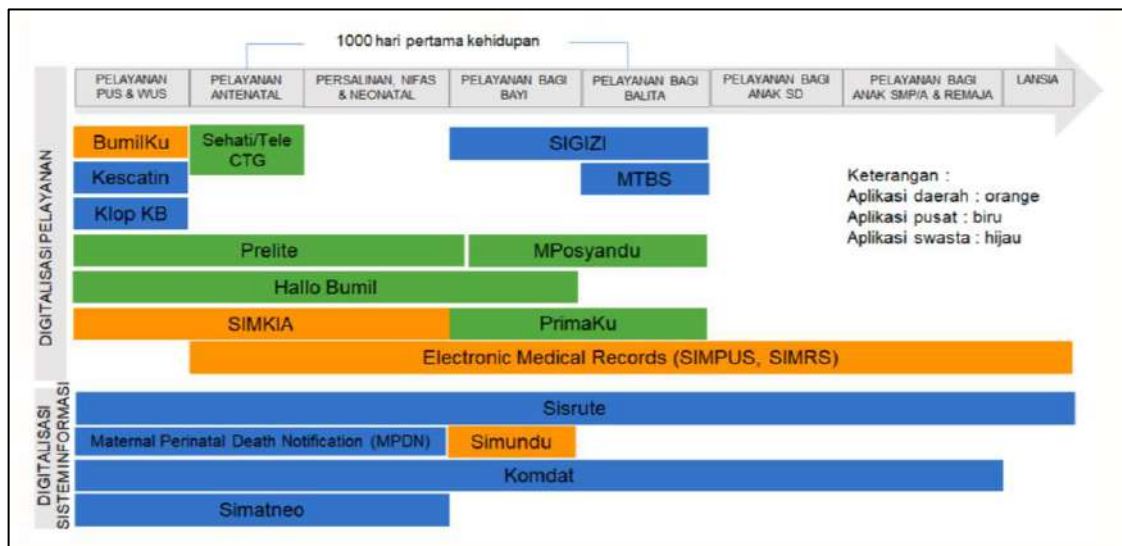 1000 hari pertama kehidupan
PELAYANAN
PUS & WUS
PELAYANAN
ANTENATAL
PERSALINAN, NIFAS
& NEONATAL
PELAYANAN BAGI
BAYI
PELAYANAN BAGI
BALITA
PELAYANAN BAGI
ANAK SD
PELAYANAN BAGI
ANAK SMP/A & REMAJA
LANSIA
DIGITALISASI PELAYANAN
BumilKu
Sehati/Tele
CTG
SIGIZI
Kescatin
MTBS
Klop KB
Keterangan :
Aplikasi daerah : orange
Aplikasi pusat : biru
Aplikasi swasta : hijau
Prelite
MPosyandu
Hallo Bumil
SIMKIA
PrimaKu
Electronic Medical Records (SIMPUS, SIMRS)
DIGITALISASI
SISTEM INFORMASI
Sisrute
Maternal Perinatal Death Notification (MPDN)
Simundu
Komdat
Simatneo